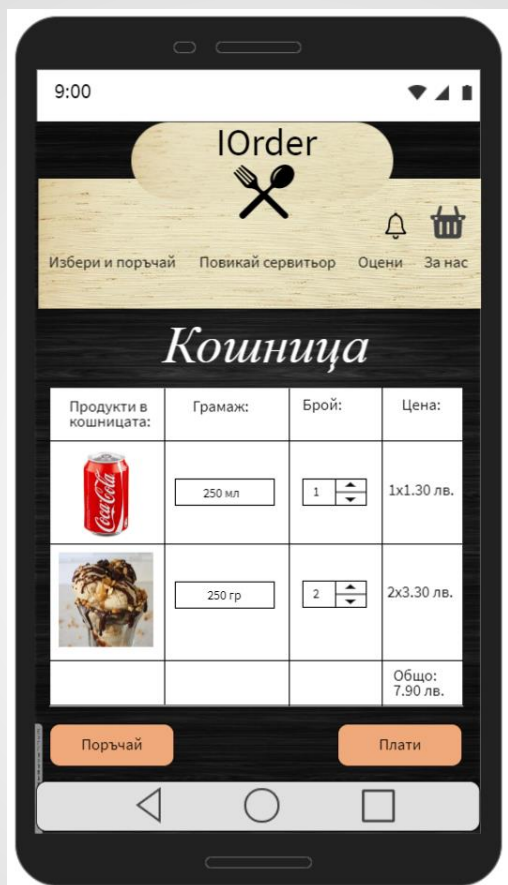 9:00
IOrder
Избери и поръчай Повикай сервитьор Оцени За нас
Кошница
Продукти в
кошницата:
Грамаж:
Брой:
Цена:
Coca-Cola
250 мл
1
1x1.30 лв.
250 гр
2
2x3.30 лв.
Общо:
7.90 лв.
Поръчай
Плати